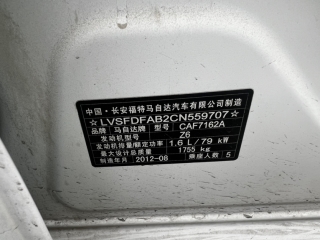 中国·长安福特马自达汽车有限公司制造
☆LVSFDFAB2CN559707☆
品牌 马自达牌 型号 CAF7162A
发动机型号 Z6
发动机排量/额定功率 1.6 L/79 kW
最大设计总质量 1755 kg
制造年月 2012-08 乘座人数 5